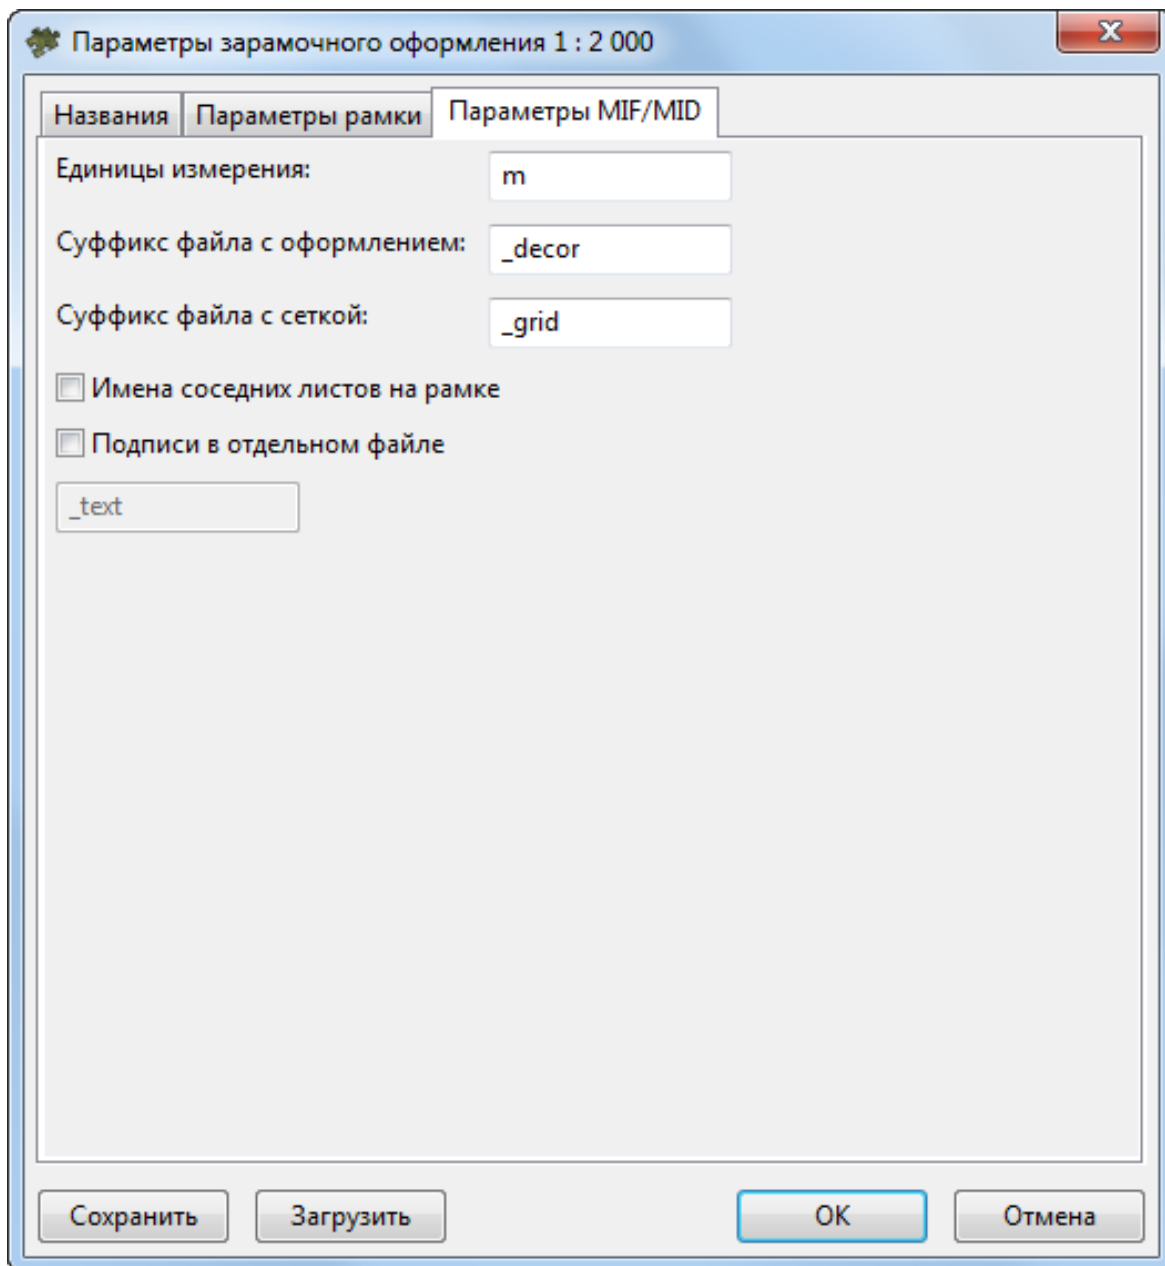 Параметры зарамочного оформления 1 : 2 000
Названия Параметры рамки Параметры MIF/MID
Единицы измерения: m
Суффикс файла с оформлением: _decor
Суффикс файла с сеткой: _grid
Имена соседних листов на рамке
Подписи в отдельном файле
_text
Сохранить Загрузить OK Отмена